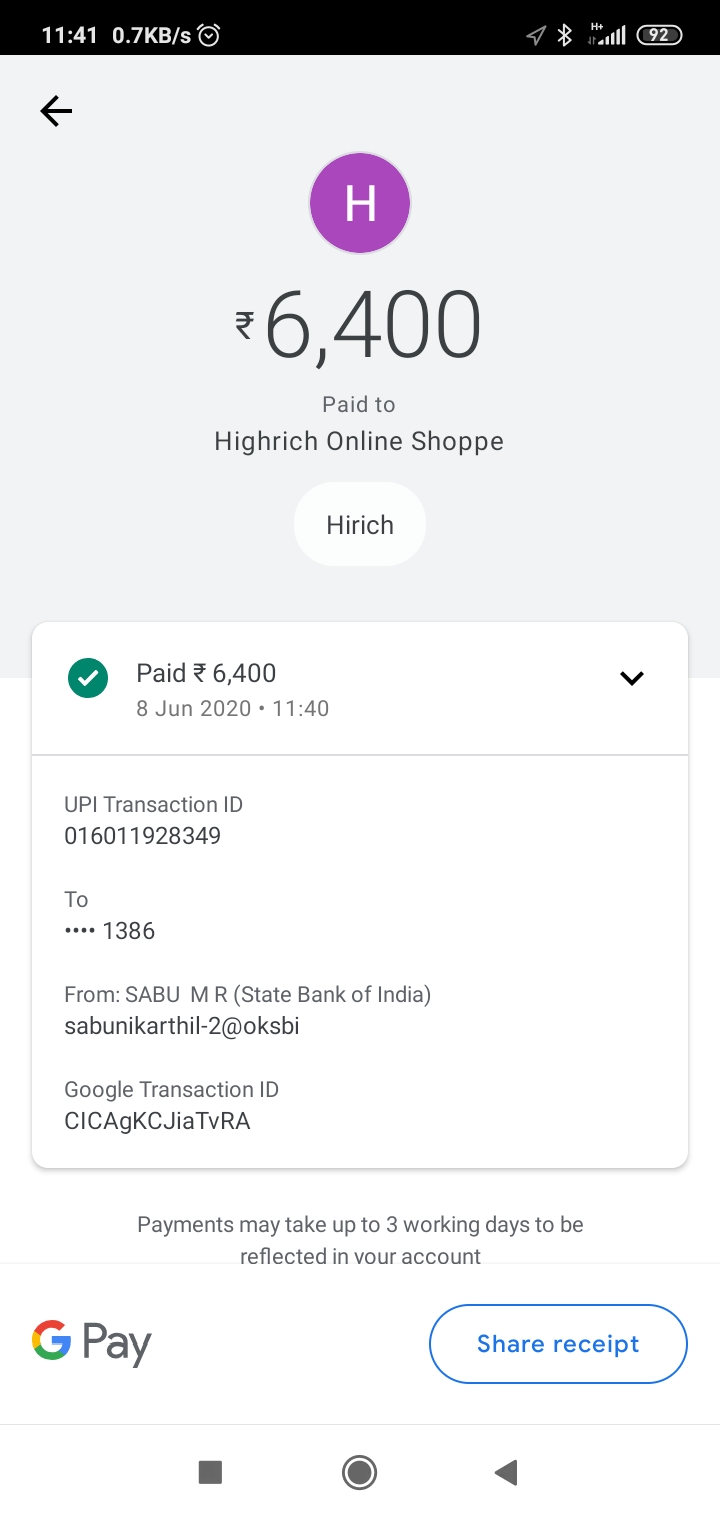 11:41 0.7KB/s H+ 92
H
₹6,400
Paid to
Highrich Online Shoppe
Hirich
Paid ₹ 6,400
8 Jun 2020 • 11:40
UPI Transaction ID
016011928349
To
•••• 1386
From: SABU  M R (State Bank of India)
sabunikarthil-2@oksbi
Google Transaction ID
CICAgKCJiaTvRA
Payments may take up to 3 working days to be
reflected in your account
G Pay
Share receipt